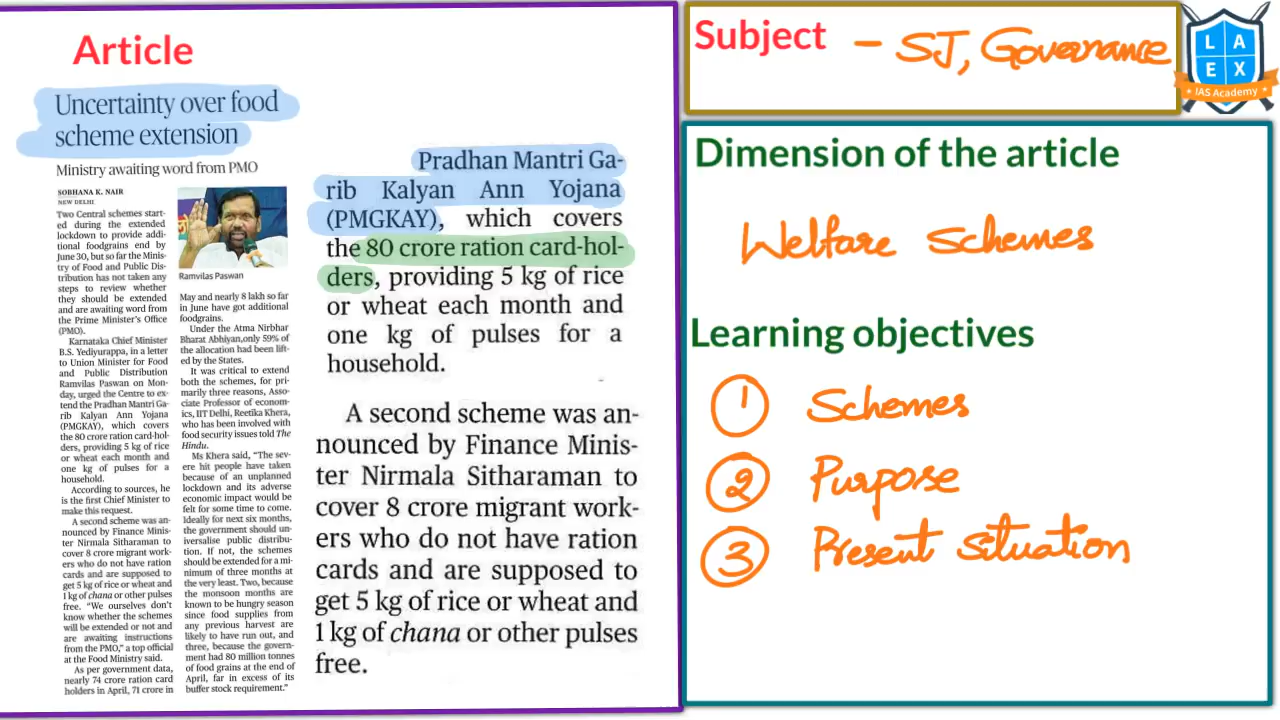 Article
Uncertainty over food
scheme extension
Ministry awaiting word from PMO
SOBHANA K. NAIR
NEW DELHI
Two Central schemes start-
ed during the extended
lockdown to provide addi-
tional foodgrains end by
June 30, but so far the Minis-
try of Food and Public Dis-
tribution has not taken any
steps to review whether
they should be extended
and are awaiting word from
the Prime Minister's Office
(PMO).
Karnataka Chief Minister
B.S. Yediyurappa, in a letter
to Union Minister for Food
and Public Distribution
Ramvilas Paswan on Mon-
day, urged the Centre to ex-
tend the Pradhan Mantri Ga-
rib Kalyan Ann Yojana
(PMGKAY), which covers
the 80 crore ration card-hol-
ders, providing 5 kg of rice
or wheat each month and
one kg of pulses for a
household.
According to sources, he
is the first Chief Minister to
make this request.
A second scheme was an-
nounced by Finance Minis-
ter Nirmala Sitharaman to
cover 8 crore migrant work-
ers who do not have ration
cards and are supposed to
get 5 kg of rice or wheat and
1 kg of chana or other pulses
free. "We ourselves don't
know whether the schemes
will be extended or not and
are awaiting instructions
from the PMO," a top official
at the Food Ministry said.
As per government data,
nearly 74 crore ration card
holders in April, 71 crore in
Ramvilas Paswan
May and nearly 8 lakh so far
in June have got additional
foodgrains.
Under the Atma Nirbhar
Bharat Abhiyan,only 59% of
the allocation had been lift-
ed by the States.
It was critical to extend
both the schemes, for pri-
marily three reasons, Asso-
ciate Professor of econom-
ics, IIT Delhi, Reetika Khera,
who has been involved with
food security issues told The
Hindu.
Ms Khera said, "The sev-
ere hit people have taken
because of an unplanned
lockdown and its adverse
economic impact would be
felt for some time to come.
Ideally for next six months,
the government should un-
iversalise public distribu-
tion. If not, the schemes
should be extended for a mi-
nimum of three months at
the very least. Two, because
the monsoon months are
known to be hungry season
since food supplies from
any previous harvest are
likely to have run out, and
three, because the govern-
ment had 80 million tonnes
of food grains at the end of
April, far in excess of its
buffer stock requirement."
Pradhan Mantri Ga-
rib Kalyan Ann Yojana
(PMGKAY), which covers
the 80 crore ration card-hol-
ders, providing 5 kg of rice
or wheat each month and
one kg of pulses for a
household.
A second scheme was an-
nounced by Finance Minis-
ter Nirmala Sitharaman to
cover 8 crore migrant work-
ers who do not have ration
cards and are supposed to
get 5 kg of rice or wheat and
1 kg of chana or other pulses
free.
Subject - SJ, Governance
L A
E X
IAS Academy
Dimension of the article
Welfare Schemes
Learning objectives
1 Schemes
2 Purpose
3 Present Situation